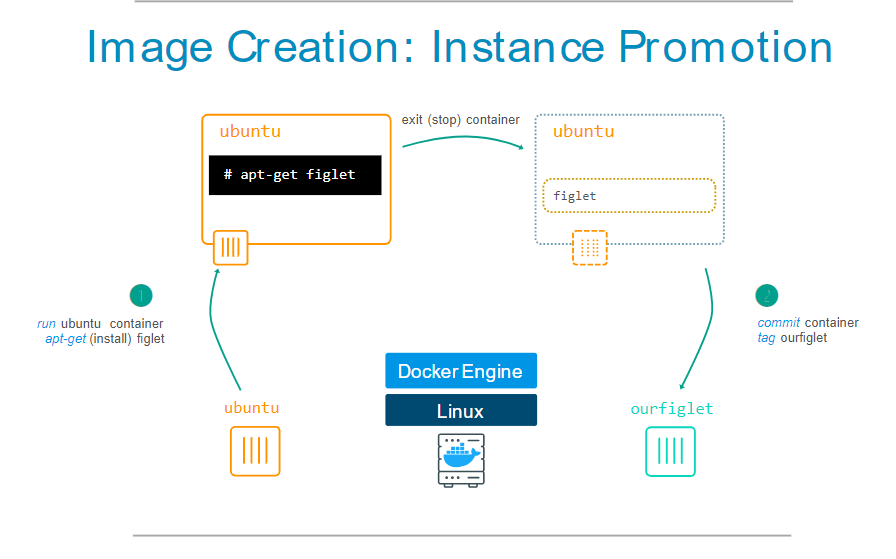 Image Creation: Instance Promotion
ubuntu
# apt-get figlet
exit (stop) container
ubuntu
figlet
1
run ubuntu container
apt-get (install) figlet
2
commit container
tag ourfiglet
Docker Engine
Linux
ubuntu
ourfiglet